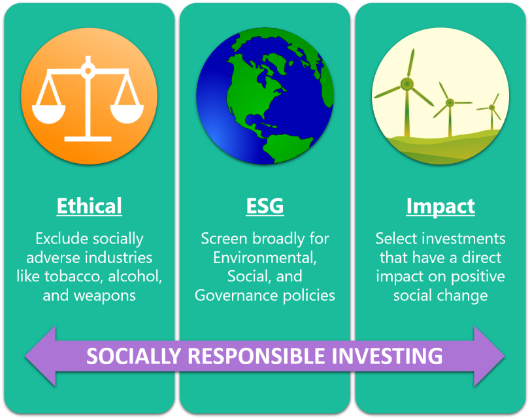 Ethical
Exclude socially
adverse industries
like tobacco, alcohol,
and weapons
ESG
Screen broadly for
Environmental,
Social, and
Governance policies
Impact
Select investments
that have a direct
impact on positive
social change
SOCIALLY RESPONSIBLE INVESTING